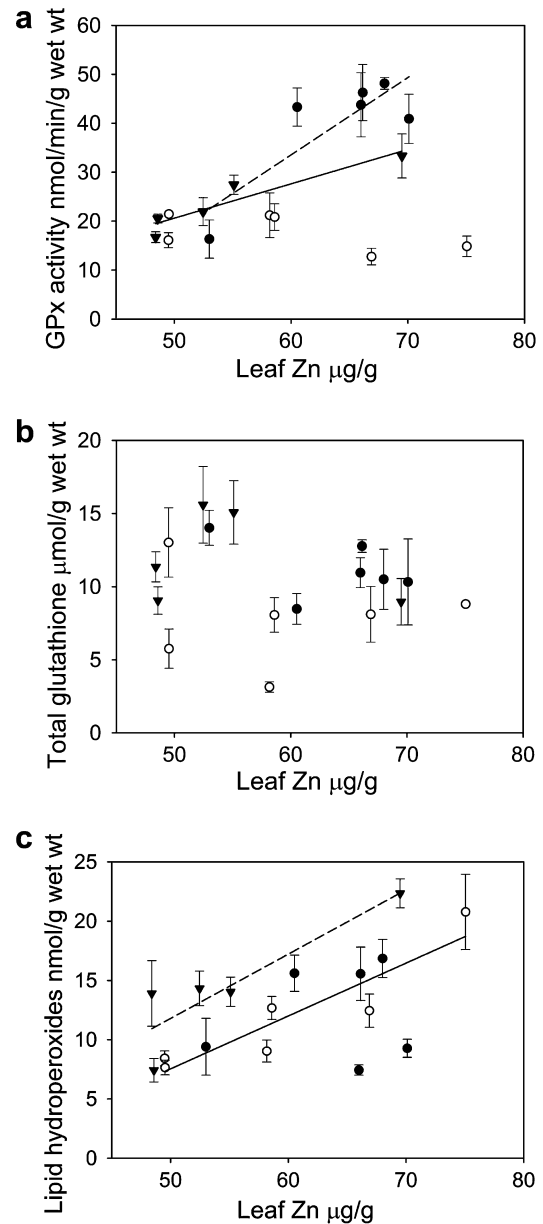 a
GPx activity nmol/min/g wet wt
60
50
40
30
20
10
0
50 60 70 80
Leaf Zn μg/g
b
Total glutathione μmol/g wet wt
20
15
10
5
0
50 60 70 80
Leaf Zn μg/g
c
Lipid hydroperoxides nmol/g wet wt
25
20
15
10
5
0
50 60 70 80
Leaf Zn μg/g